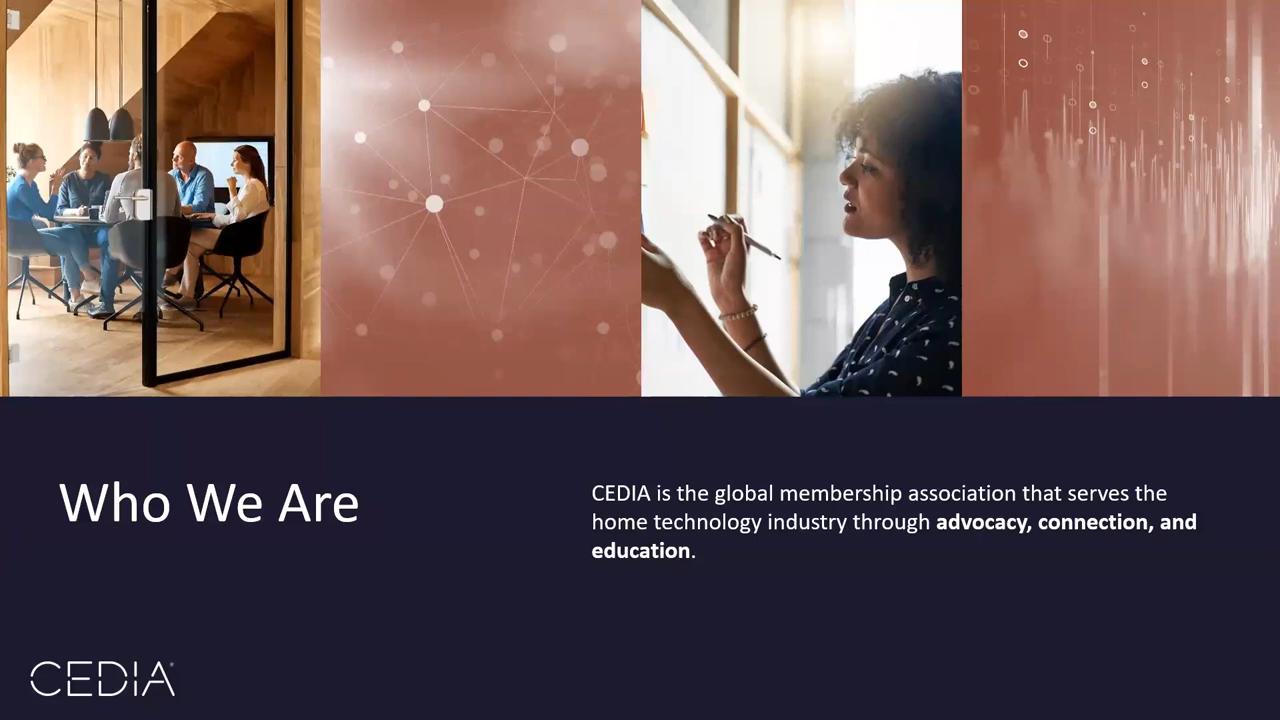 Who We Are
CEDIA is the global membership association that serves the
home technology industry through advocacy, connection, and
education.
CEDIA